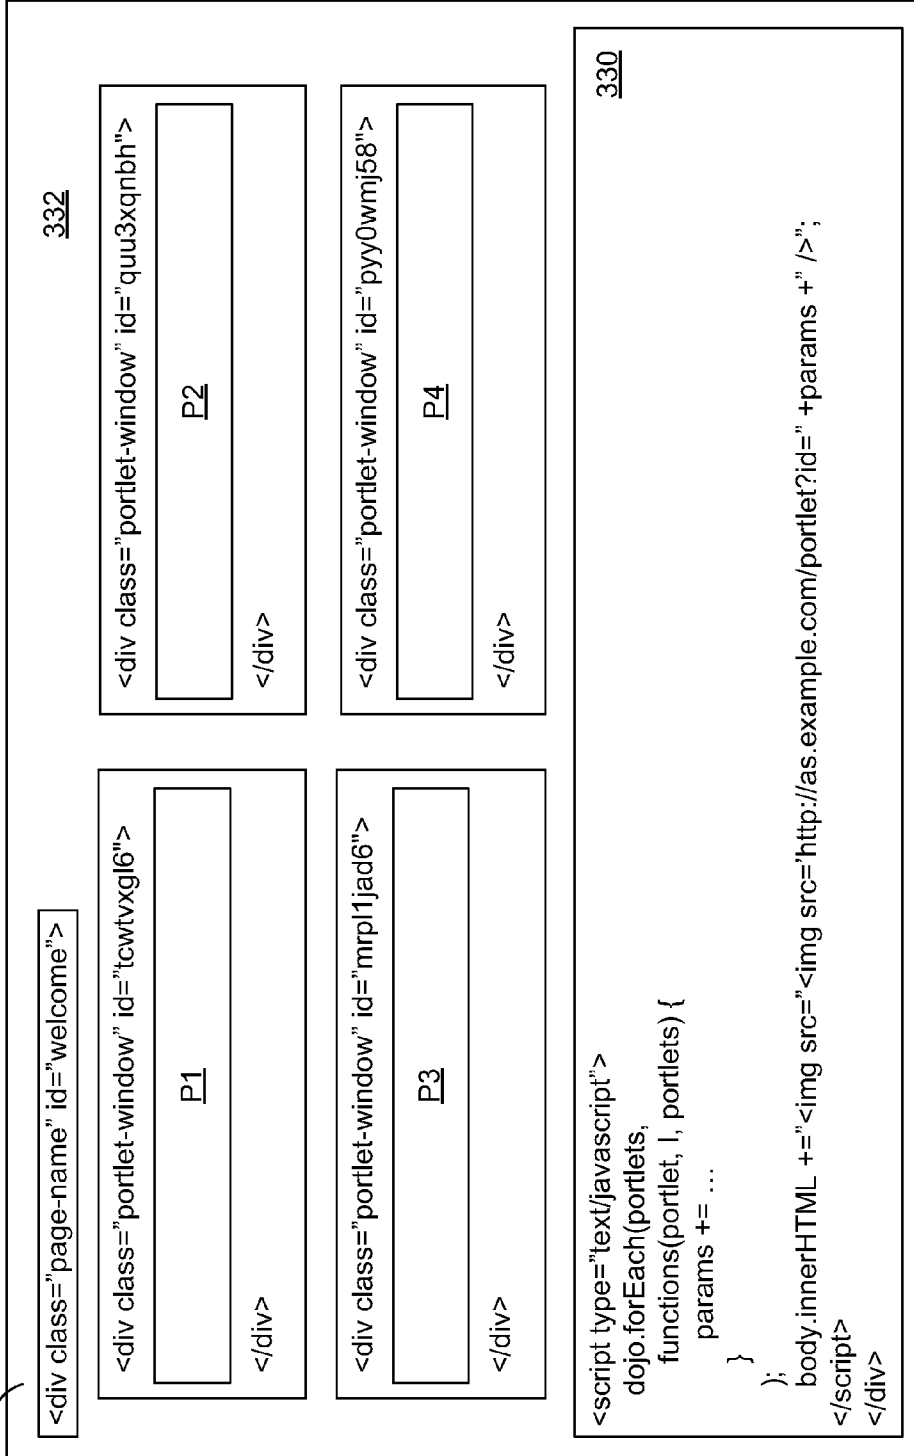 332
<div class=”page-name” id=”welcome”>
<div class=”portlet-window” id=”tcwtvxgl6">
P1
</div>
<div class=”portlet-window” id=”quu3xqnbh">
P2
</div>
<div class=”portlet-window” id=”mrpl1jad6">
P3
</div>
<div class=”portlet-window” id=”pyy0wmj58">
P4
</div>
330
<script type=”text/javascript”>
dojo.forEach(portlets,
functions(portlet, I, portlets) {
params += …
}
);
body.innerHTML +=”<img src=”<img src=’http://as.example.com/portlet?id=” +params +” />”;
</script>
</div>